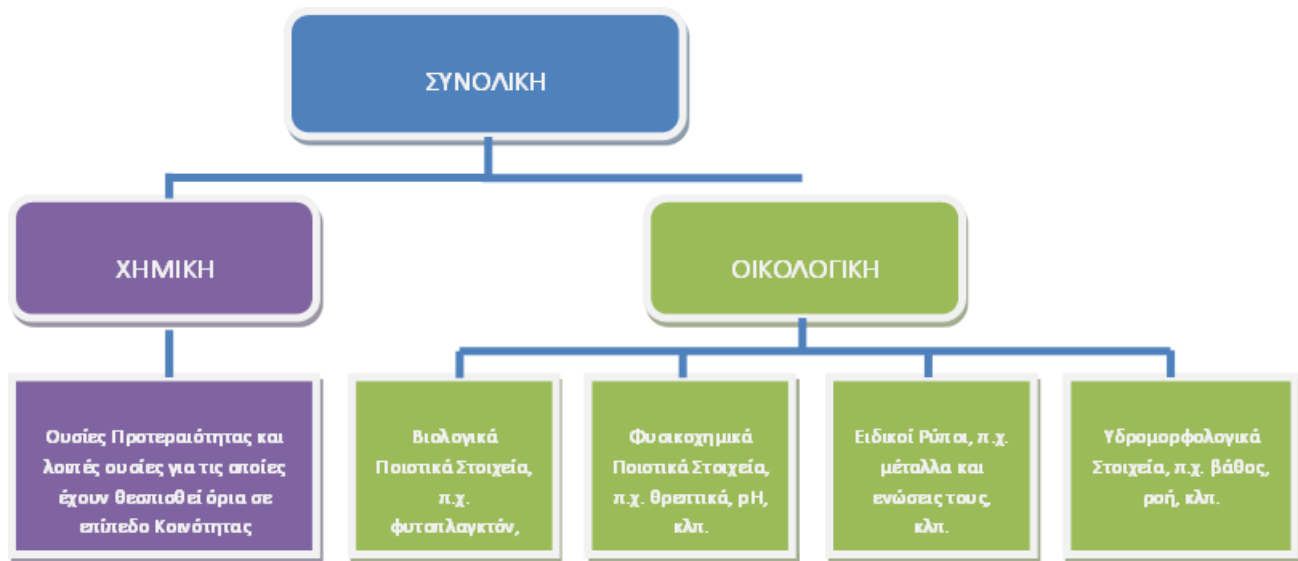 ΣΥΝΟΛΙΚΗ
ΧΗΜΙΚΗ
ΟΙΚΟΛΟΓΙΚΗ
Ουσίες Προτεραιότητας και
λοιπές ουσίες για τις οποίες
έχουν θεσπισθεί όρια σε
επίπεδο Κοινότητας
Βιολογικά
Ποιοτικά Στοιχεία,
π.χ.
φυτοπλαγκτόν,
Φυσικοχημικά
Ποιοτικά Στοιχεία,
π.χ. θρεπτικά, pH,
κλπ.
Ειδικοί Ρύποι, π.χ.
μέταλλα και
ενώσεις τους,
κλπ.
Υδρομορφολογικά
Στοιχεία, π.χ. βάθος,
ροή, κλπ.